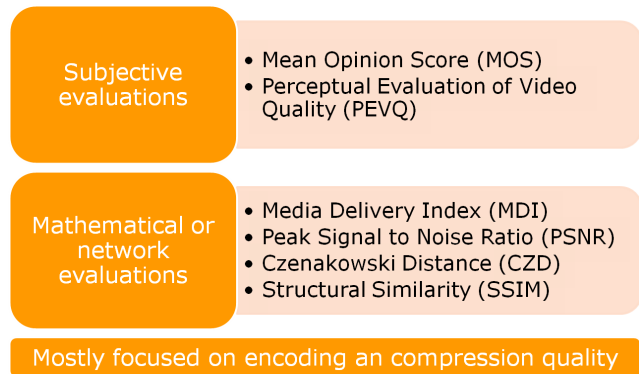 Subjective
evaluations
• Mean Opinion Score (MOS)
• Perceptual Evaluation of Video
Quality (PEVQ)
Mathematical or
network
evaluations
• Media Delivery Index (MDI)
• Peak Signal to Noise Ratio (PSNR)
• Czenakowski Distance (CZD)
• Structural Similarity (SSIM)
Mostly focused on encoding an compression quality